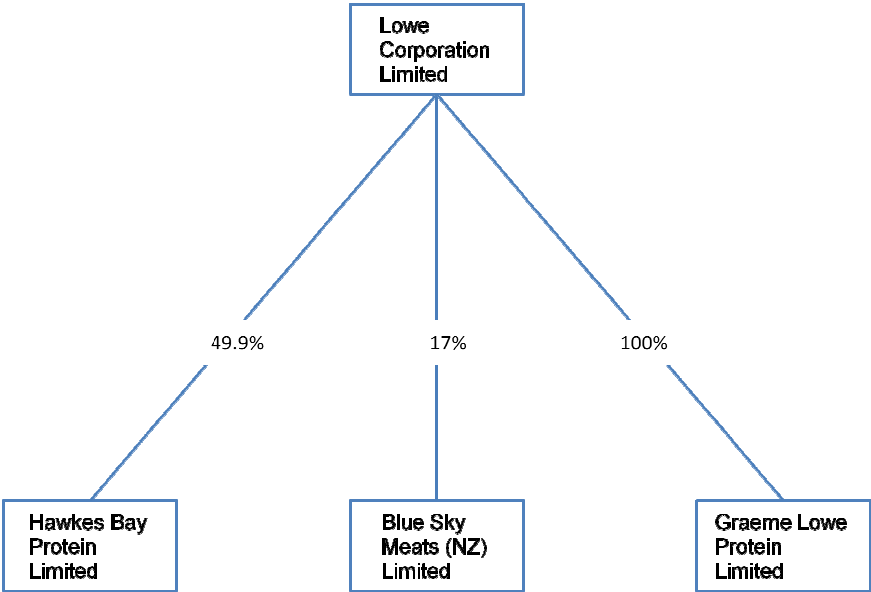 Lowe
Corporation
Limited
49.9%
17%
100%
Hawkes Bay
Protein
Limited
Blue Sky
Meats (NZ)
Limited
Graeme Lowe
Protein
Limited